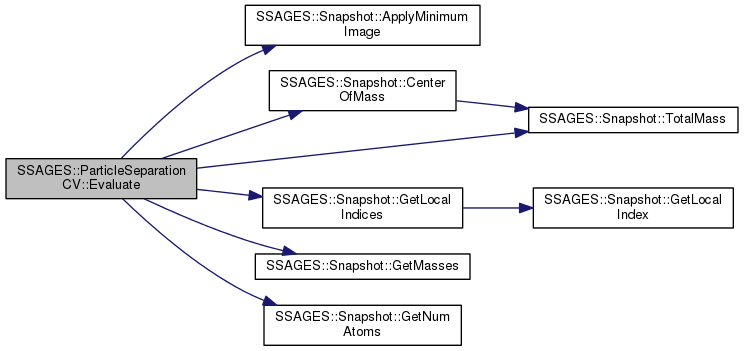 SSAGES::Snapshot::ApplyMinimum
Image
SSAGES::Snapshot::Center
OfMass
SSAGES::Snapshot::TotalMass
SSAGES::ParticleSeparation
CV::Evaluate
SSAGES::Snapshot::GetLocal
Indices
SSAGES::Snapshot::GetLocal
Index
SSAGES::Snapshot::GetMasses
SSAGES::Snapshot::GetNum
Atoms